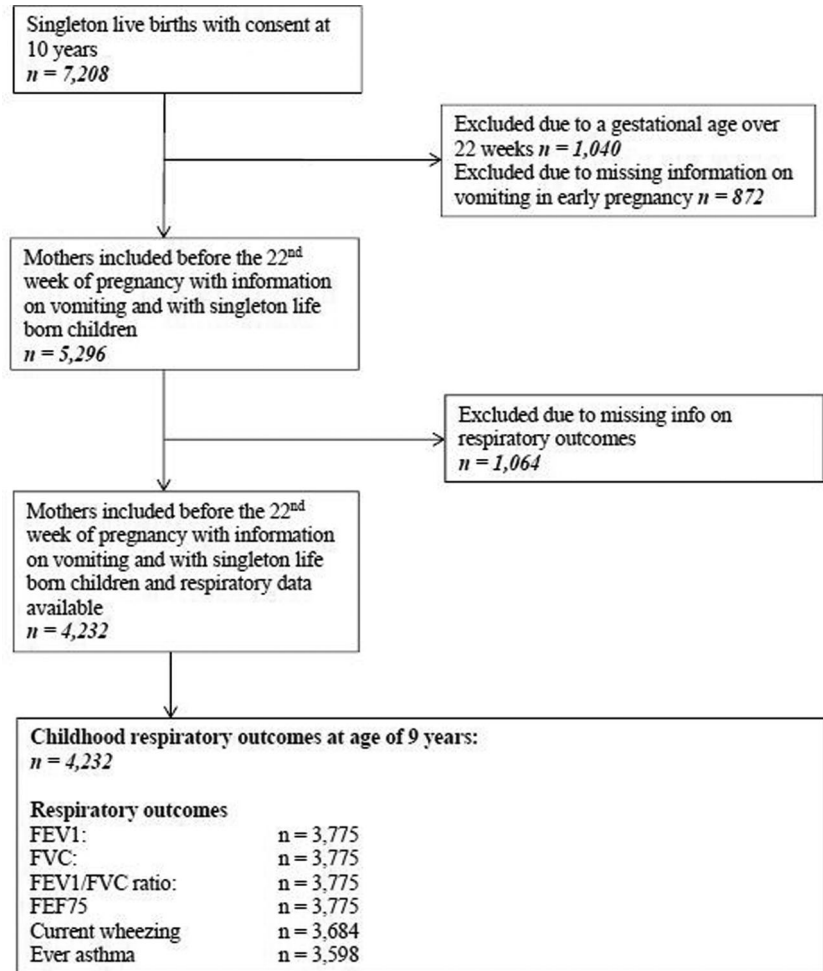 Singleton live births with consent at
10 years
n = 7,208
Excluded due to a gestational age over
22 weeks n = 1,040
Excluded due to missing information on
vomiting in early pregnancy n = 872
Mothers included before the 22nd
week of pregnancy with information
on vomiting and with singleton life
born children
n = 5,296
Excluded due to missing info on
respiratory outcomes
n = 1,064
Mothers included before the 22nd
week of pregnancy with information
on vomiting and with singleton life
born children and respiratory data
available
n = 4,232
Childhood respiratory outcomes at age of 9 years:
n = 4,232
Respiratory outcomes
FEV1: n = 3,775
FVC: n = 3,775
FEV1/FVC ratio: n = 3,775
FEF75 n = 3,775
Current wheezing n = 3,684
Ever asthma n = 3,598